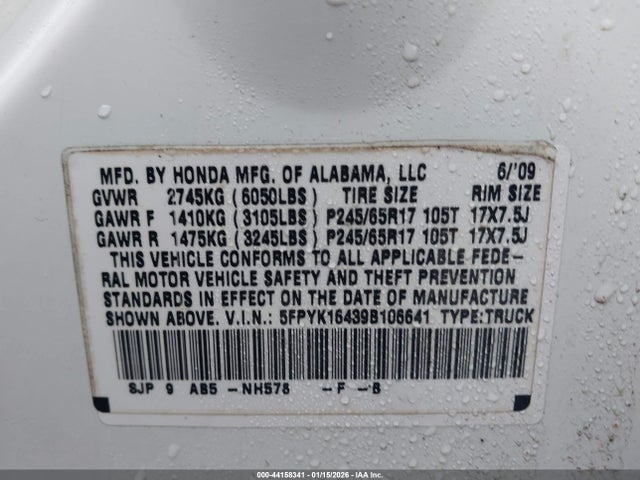 MFD. BY HONDA MFG. OF ALABAMA, LLC 6/'09
GVWR 2745KG (6050LBS) TIRE SIZE RIM SIZE
GAWR F 1410KG (3105LBS) P245/65R17 105T 17X7.5J
GAWR R 1475KG (3245LBS) P245/65R17 105T 17X7.5J
THIS VEHICLE CONFORMS TO ALL APPLICABLE FEDE-
RAL MOTOR VEHICLE SAFETY AND THEFT PREVENTION
STANDARDS IN EFFECT ON THE DATE OF MANUFACTURE
SHOWN ABOVE. V.I.N.: 5FPYK16439B106641 TYPE:TRUCK
SJP 9 AB5 -NH578 -F -B
000-44158341 - 01/15/2026 - IAAI.COM - COPART